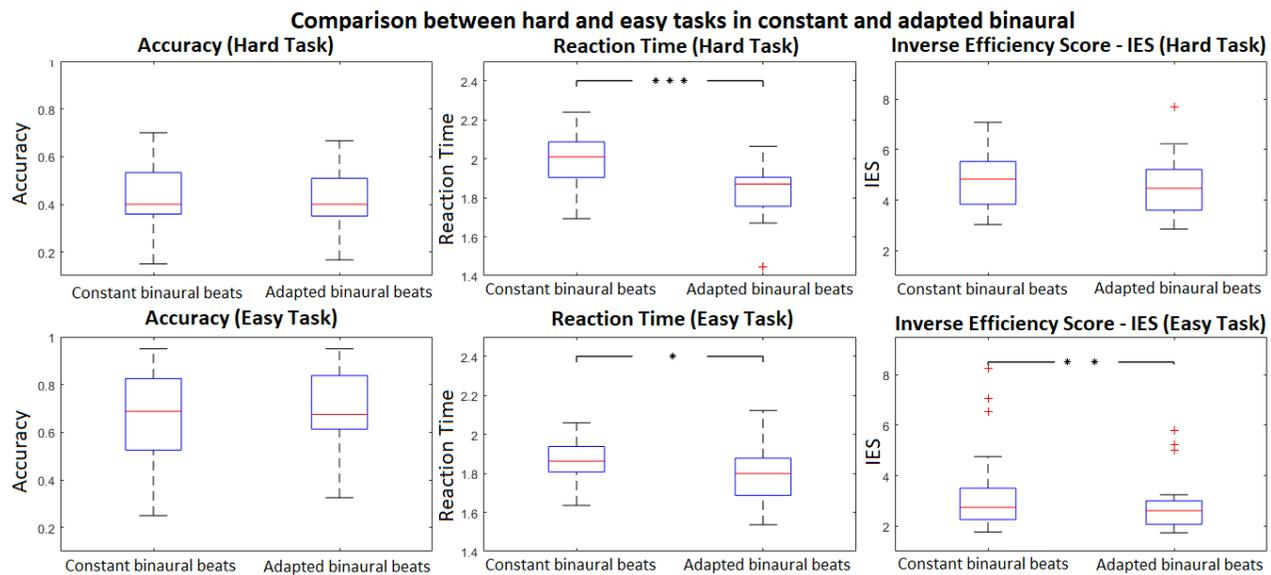 Comparison between hard and easy tasks in constant and adapted binaural
Accuracy (Hard Task)
Accuracy
1
0.8
0.6
0.4
0.2
Constant binaural beats Adapted binaural beats
Reaction Time (Hard Task)
Reaction Time
2.4
2.2
2
1.8
1.6
1.4
* * *
Constant binaural beats Adapted binaural beats
Inverse Efficiency Score - IES (Hard Task)
IES
8
6
4
2
Constant binaural beats Adapted binaural beats
Accuracy (Easy Task)
Accuracy
1
0.8
0.6
0.4
0.2
Constant binaural beats Adapted binaural beats
Reaction Time (Easy Task)
Reaction Time
2.4
2.2
2
1.8
1.6
1.4
*
Constant binaural beats Adapted binaural beats
Inverse Efficiency Score - IES (Easy Task)
IES
8
6
4
2
* *
Constant binaural beats Adapted binaural beats